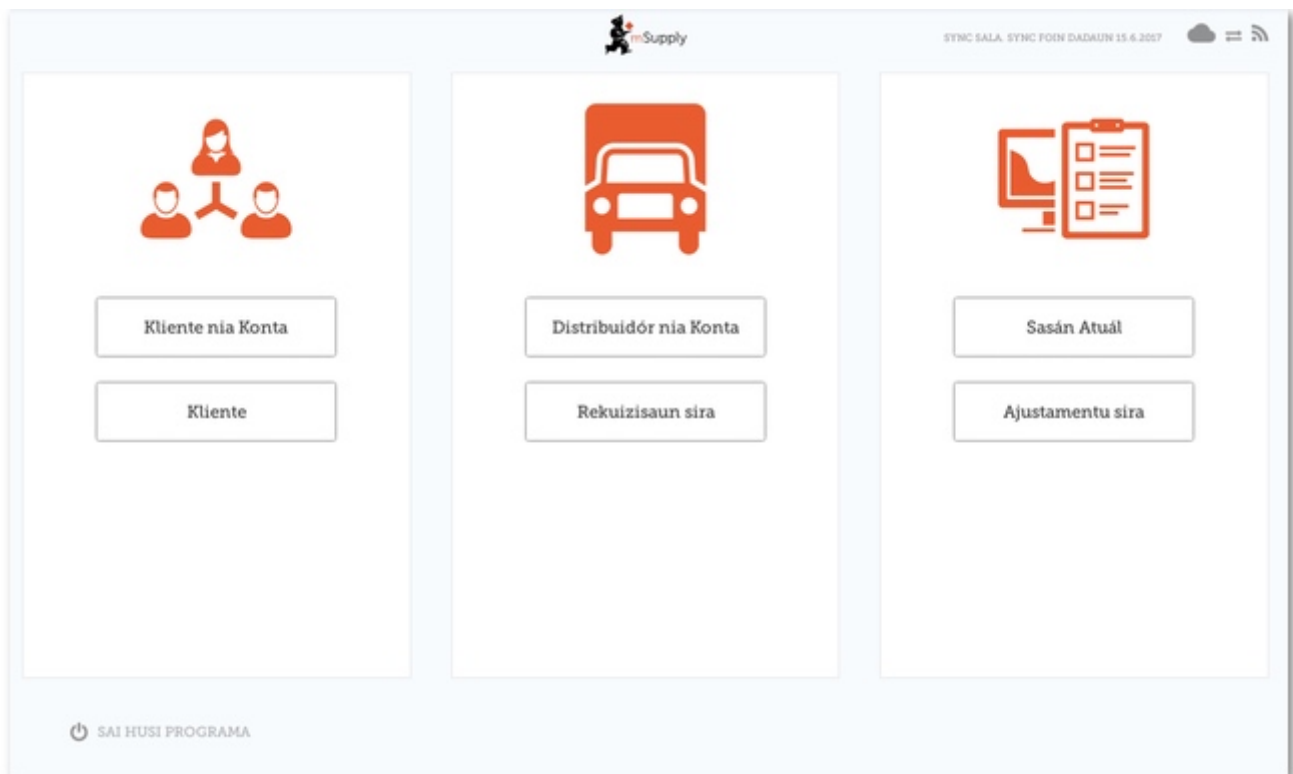 mSupply
SYNC SALA. SYNC FOIN DADAUN 15.6.2017
Kliente nia Konta
Kliente
Distribuidór nia Konta
Rekuizisaun sira
Sasán Atuál
Ajustamentu sira
SAI HUSI PROGRAMA